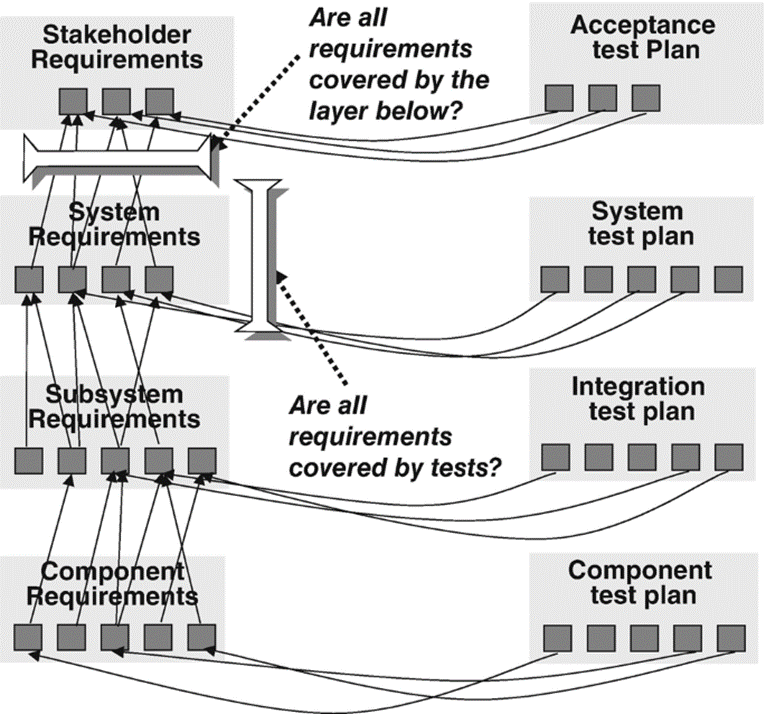 Stakeholder
Requirements
Are all
requirements
covered by the
layer below?
Acceptance
test Plan
System
Requirements
System
test plan
Subsystem
Requirements
Are all
requirements
covered by tests?
Integration
test plan
Component
Requirements
Component
test plan